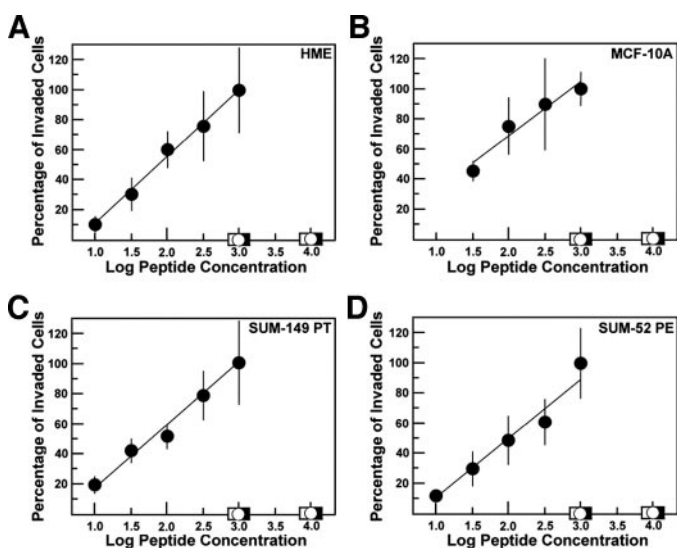 A
HME
Percentage of Invaded Cells
120
100
80
60
40
20
1.0 1.5 2.0 2.5 3.0 3.5 4.0
Log Peptide Concentration
B
MCF-10A
Percentage of Invaded Cells
120
100
80
60
40
20
1.0 1.5 2.0 2.5 3.0 3.5 4.0
Log Peptide Concentration
C
SUM-149 PT
Percentage of Invaded Cells
120
100
80
60
40
20
1.0 1.5 2.0 2.5 3.0 3.5 4.0
Log Peptide Concentration
D
SUM-52 PE
Percentage of Invaded Cells
120
100
80
60
40
20
1.0 1.5 2.0 2.5 3.0 3.5 4.0
Log Peptide Concentration